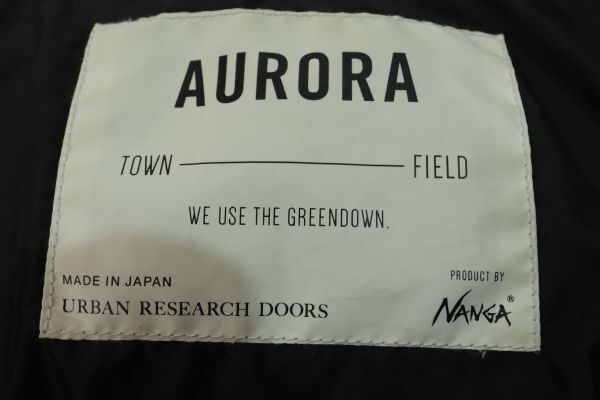 AURORA
TOWN FIELD
WE USE THE GREENDOWN.
MADE IN JAPAN
URBAN RESEARCH DOORS
PRODUCT BY
NANGA®